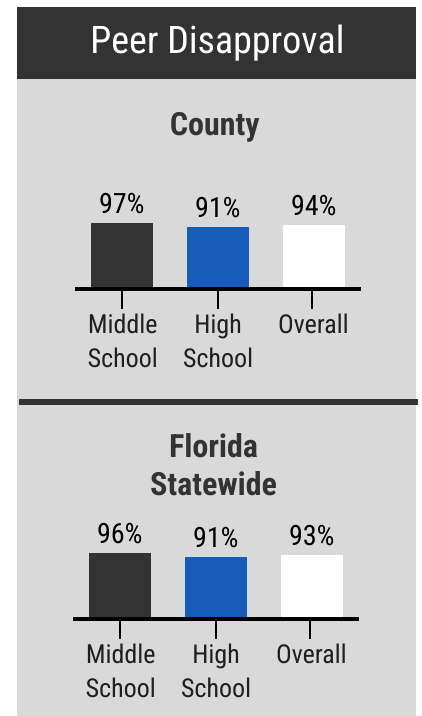 Peer Disapproval
County
97% 91% 94%
Middle School
High School
Overall
Florida
Statewide
96% 91% 93%
Middle School
High School
Overall